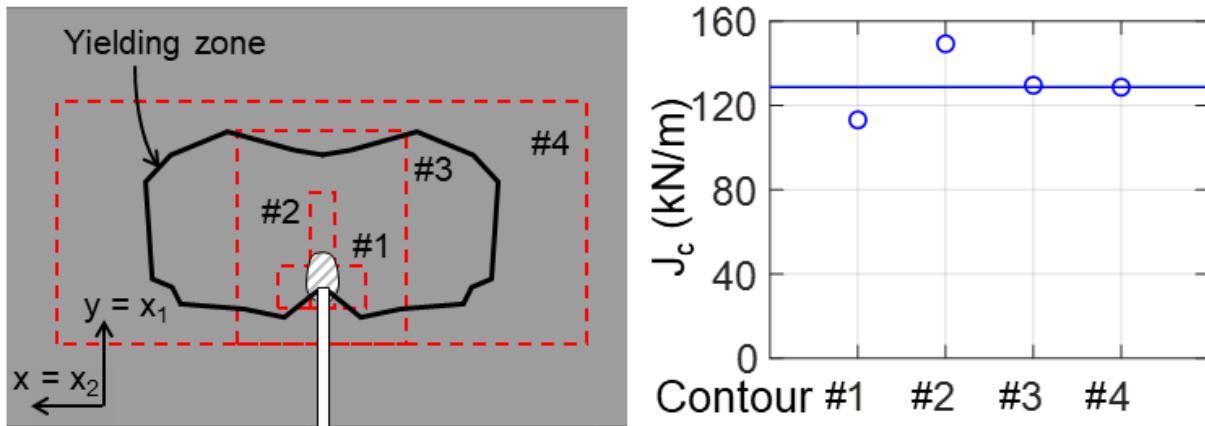 Yielding zone
#4
#3
#2
#1
y = x₁
x = x₂
J_c (kN/m)
160
120
80
40
0
Contour #1 #2 #3 #4